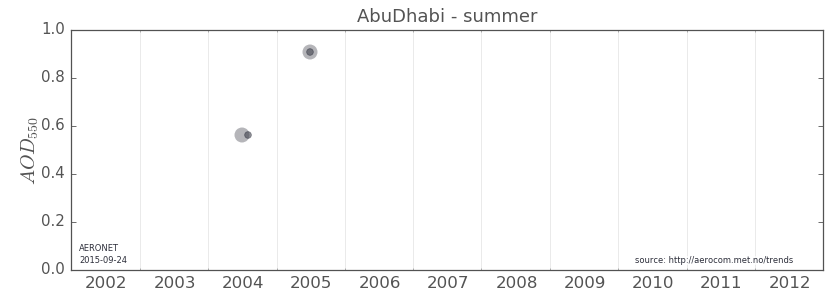 AbuDhabi - summer
1.0
0.8
0.6
0.4
0.2
0.0
AOD550
AERONET
2015-09-24
source: http://aerocom.met.no/trends
2002 2003 2004 2005 2006 2007 2008 2009 2010 2011 2012